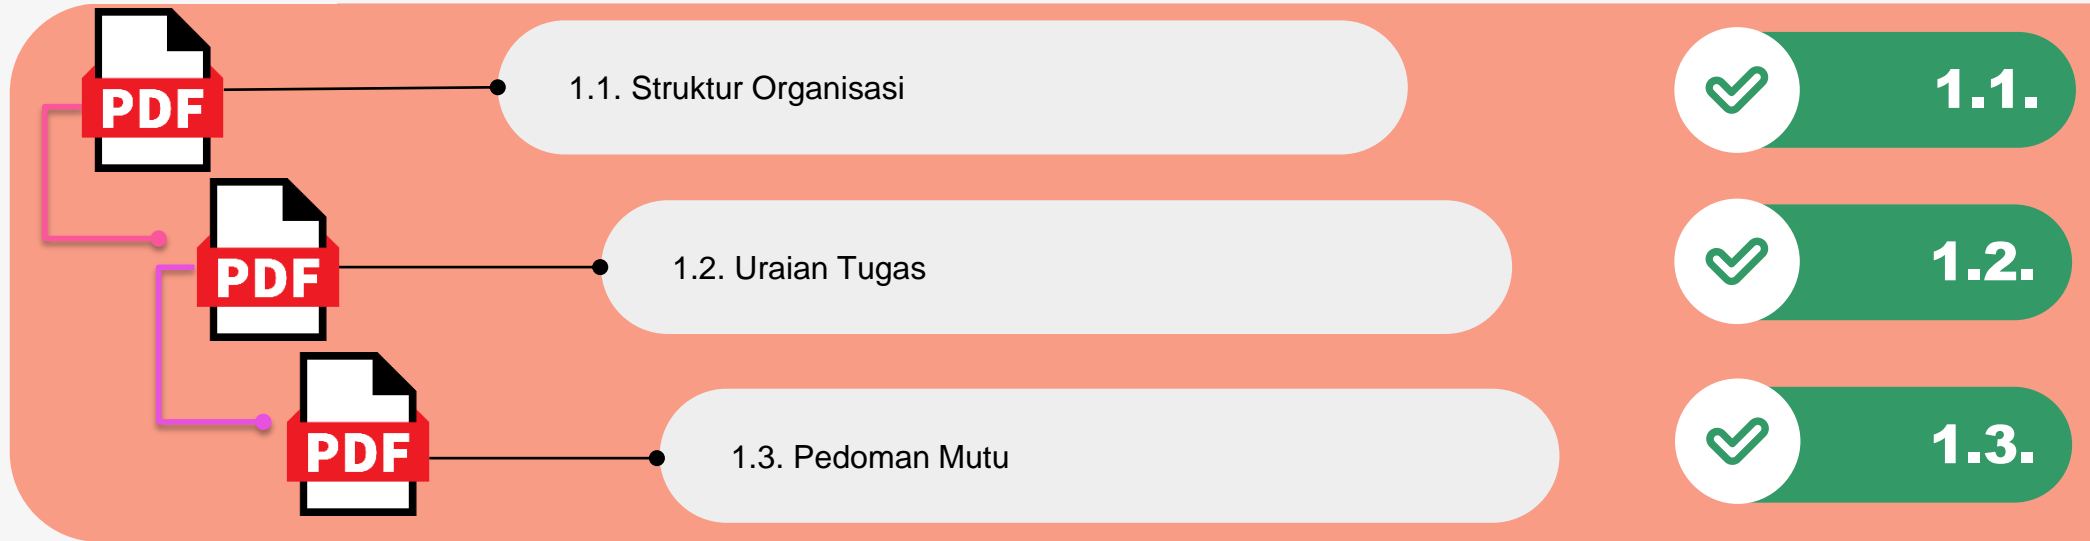 PDF
1.1. Struktur Organisasi
1.1.
PDF
1.2. Uraian Tugas
1.2.
PDF
1.3. Pedoman Mutu
1.3.